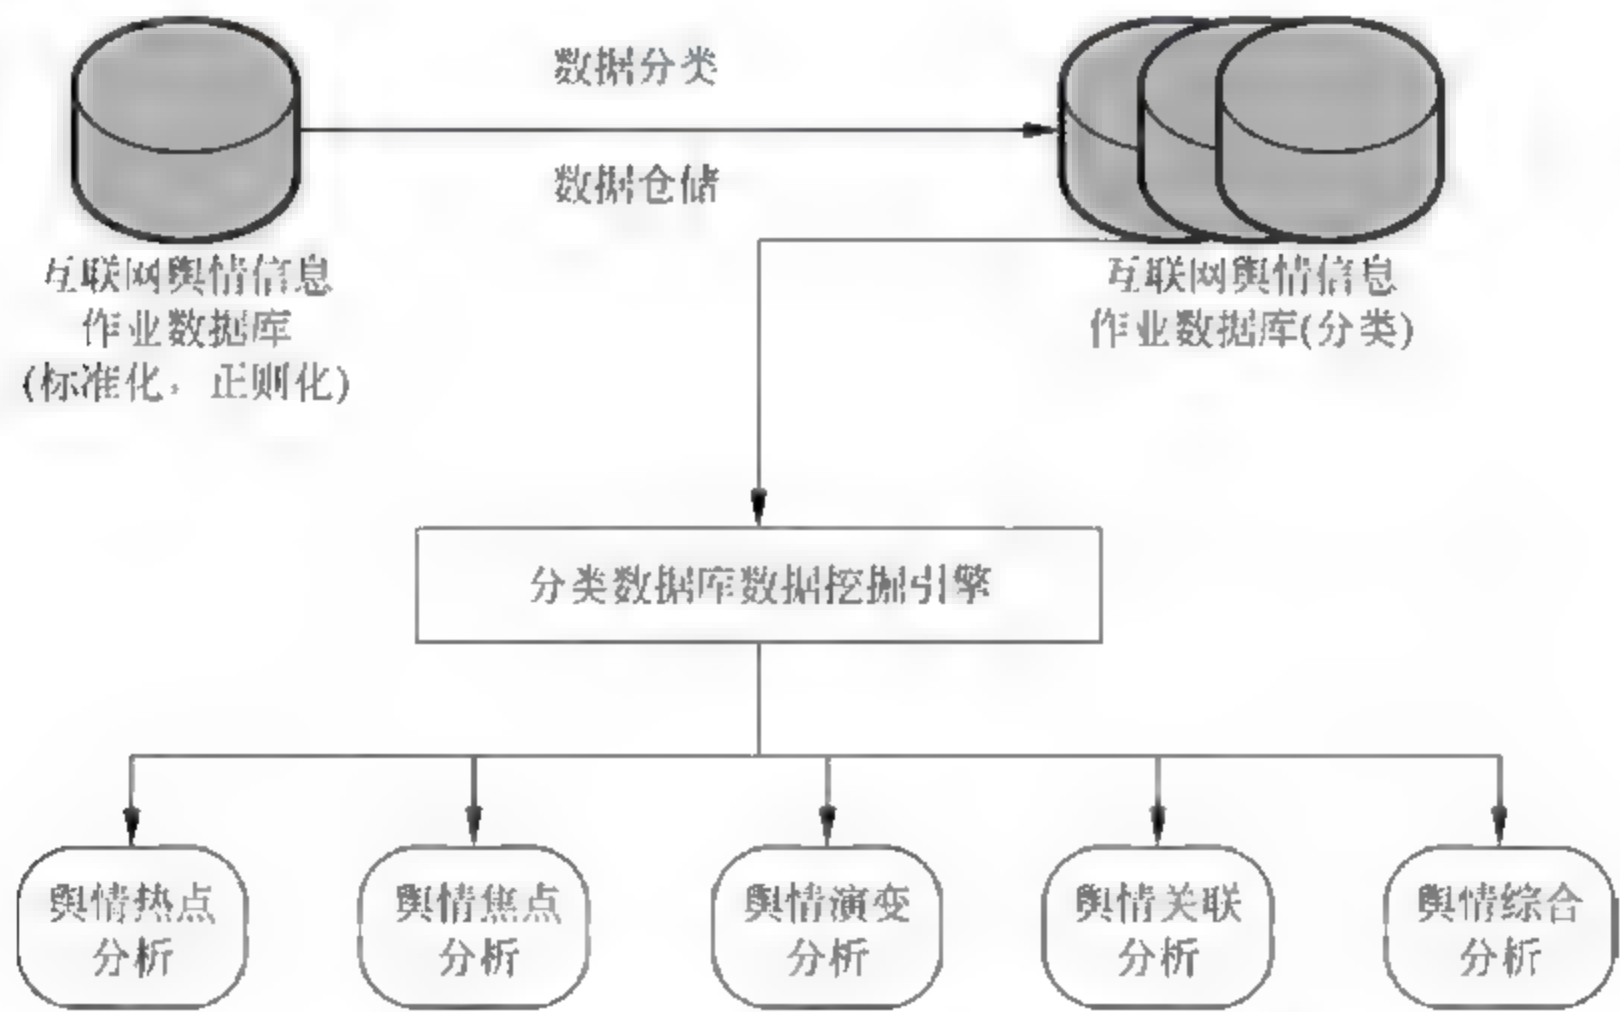 数据分类
数据仓储
互联网舆情信息
作业数据库
(标准化，正则化)
互联网舆情信息
作业数据库(分类)
分类数据库数据挖掘引擎
舆情热点
分析
舆情焦点
分析
舆情演变
分析
舆情关联
分析
舆情综合
分析